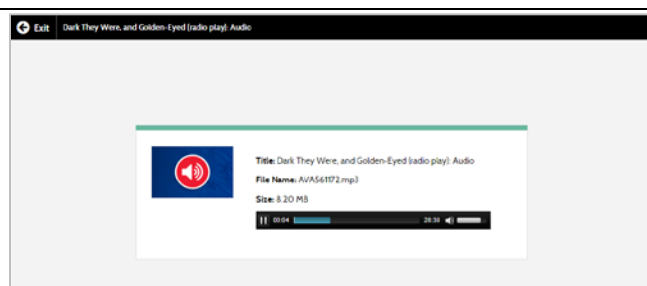 Exit Dark They Were, and Golden-Eyed (radio play): Audio
Title: Dark They Were, and Golden-Eyed (radio play): Audio
File Name: AVA561172.mp3
Size: 8.20 MB
00:04 28:38